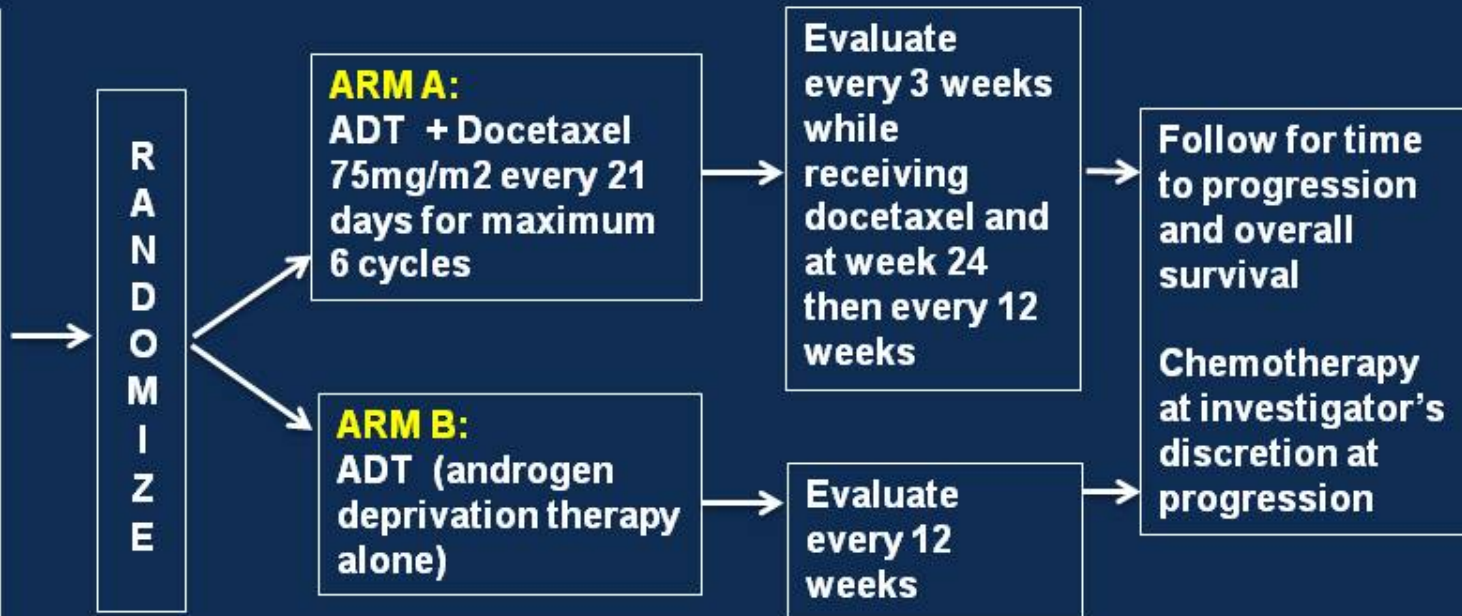 R
A
N
D
O
M
I
Z
E
ARM A:
ADT + Docetaxel
75mg/m2 every 21
days for maximum
6 cycles
ARM B:
ADT (androgen
deprivation therapy
alone)
Evaluate
every 3 weeks
while
receiving
docetaxel and
at week 24
then every 12
weeks
Evaluate
every 12
weeks
Follow for time
to progression
and overall
survival
Chemotherapy
at investigator’s
discretion at
progression